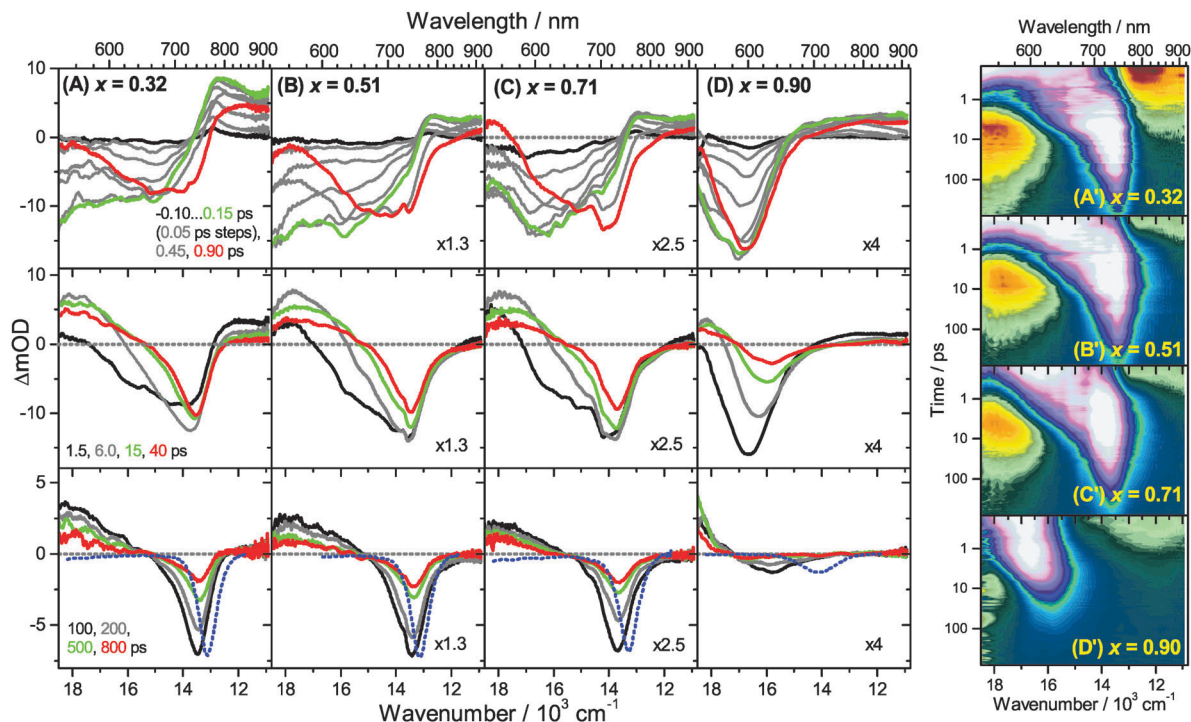 Wavelength / nm
Wavelength / nm
600 700 800 900
600 700 800 900
600 700 800 900
600 700 800 900
600 700 800 900
(A) x = 0.32
(B) x = 0.51
(C) x = 0.71
(D) x = 0.90
10
0
-10
-0.10...0.15 ps
(0.05 ps steps),
0.45, 0.90 ps
x1.3
x2.5
x4
10
0
-10
1.5, 6.0, 15, 40 ps
x1.3
x2.5
x4
5
0
-5
100, 200,
500, 800 ps
x1.3
x2.5
x4
ΔmOD
18 16 14 12
18 16 14 12
18 16 14 12
18 16 14 12
Wavenumber / 10³ cm⁻¹
Time / ps
1
10
100
(A') x = 0.32
1
10
100
(B') x = 0.51
1
10
100
(C') x = 0.71
1
10
100
(D') x = 0.90
18 16 14 12
Wavenumber / 10³ cm⁻¹